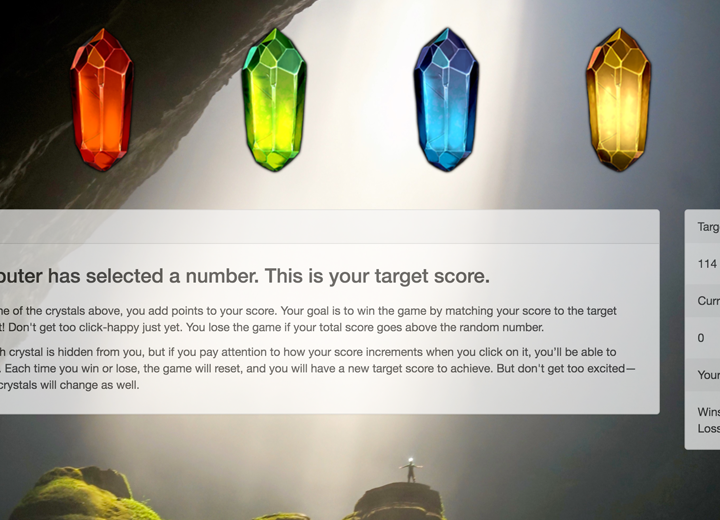 puter has selected a number. This is your target score.
ne of the crystals above, you add points to your score. Your goal is to win the game by matching your score to the target
t! Don't get too click-happy just yet. You lose the game if your total score goes above the random number.
h crystal is hidden from you, but if you pay attention to how your score increments when you click on it, you'll be able to
. Each time you win or lose, the game will reset, and you will have a new target score to achieve. But don't get too excited—
crystals will change as well.
Targ
114
Curr
0
Your
Wins
Loss